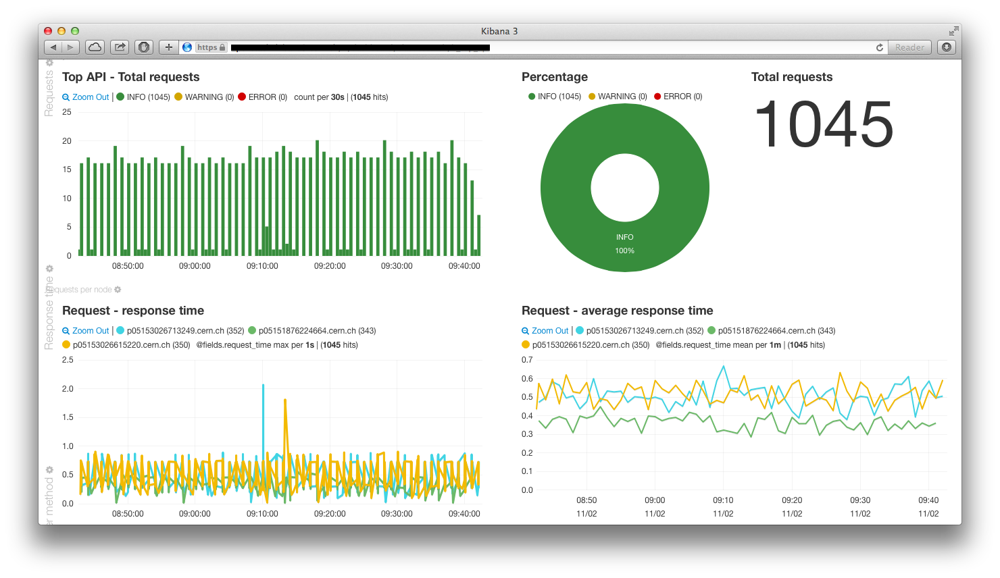 Kibana 3
https
Reader
Requests
Top API - Total requests
Zoom Out | INFO (1045) WARNING (0) ERROR (0) count per 30s | (1045 hits)
25
20
15
10
5
0
08:50:00 09:00:00 09:10:00 09:20:00 09:30:00 09:40:00
Percentage
INFO (1045) WARNING (0) ERROR (0)
INFO
100%
Total requests
1045
Response time
Requests per node
Request - response time
Zoom Out | p05153026713249.cern.ch (352) p05151876224664.cern.ch (343)
p05153026615220.cern.ch (350) @fields.request_time max per 1s | (1045 hits)
2.5
2.0
1.5
1.0
0.5
0.0
08:50:00 09:00:00 09:10:00 09:20:00 09:30:00 09:40:00
Request - average response time
Zoom Out | p05153026713249.cern.ch (352) p05151876224664.cern.ch (343)
p05153026615220.cern.ch (350) @fields.request_time mean per 1m | (1045 hits)
0.7
0.6
0.5
0.4
0.3
0.2
0.1
0.0
08:50 09:00 09:10 09:20 09:30 09:40
11/02 11/02 11/02 11/02 11/02 11/02
er method